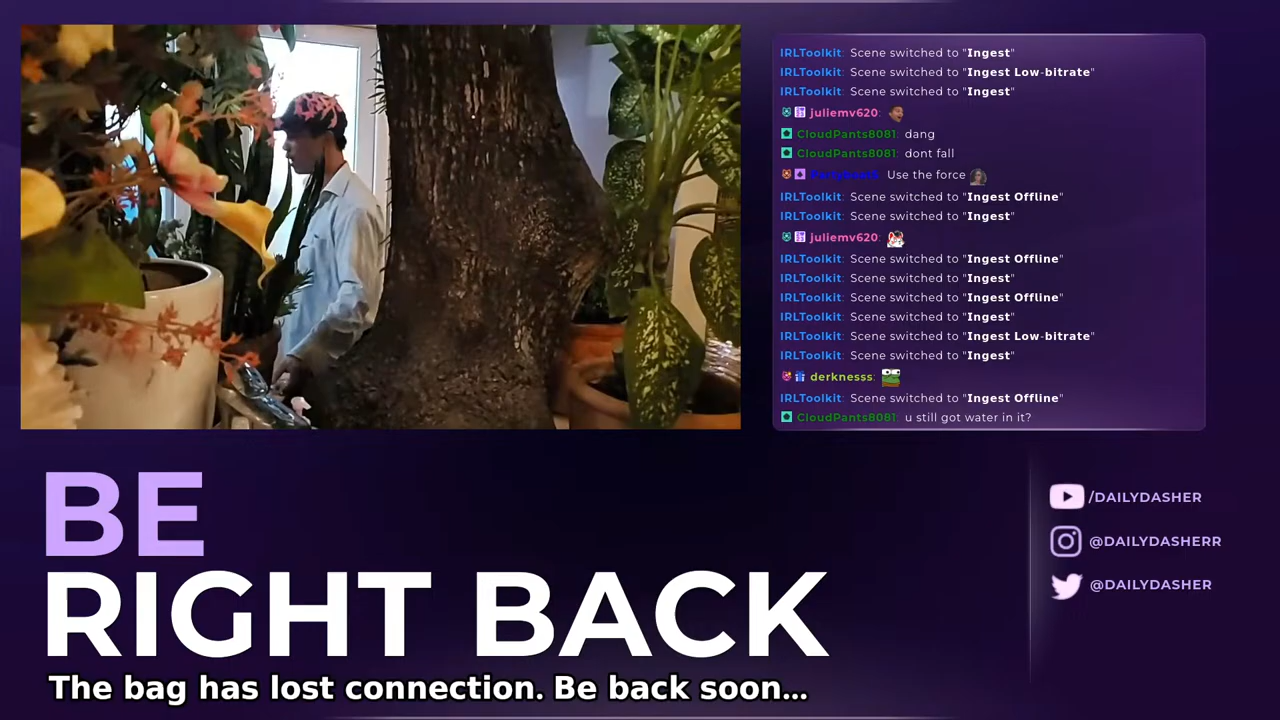 IRLToolkit: Scene switched to "Ingest"
IRLToolkit: Scene switched to "Ingest Low-bitrate"
IRLToolkit: Scene switched to "Ingest"
juliemv620:
CloudPants8081: dang
CloudPants8081: dont fall
Use the force
IRLToolkit: Scene switched to "Ingest Offline"
IRLToolkit: Scene switched to "Ingest"
juliemv620:
IRLToolkit: Scene switched to "Ingest Offline"
IRLToolkit: Scene switched to "Ingest"
IRLToolkit: Scene switched to "Ingest Offline"
IRLToolkit: Scene switched to "Ingest"
IRLToolkit: Scene switched to "Ingest Low-bitrate"
IRLToolkit: Scene switched to "Ingest"
derknesss:
IRLToolkit: Scene switched to "Ingest Offline"
CloudPants8081: u still got water in it?
BE
RIGHT BACK
The bag has lost connection. Be back soon...
/DAILYDASHER
@DAILYDASHERR
@DAILYDASHER